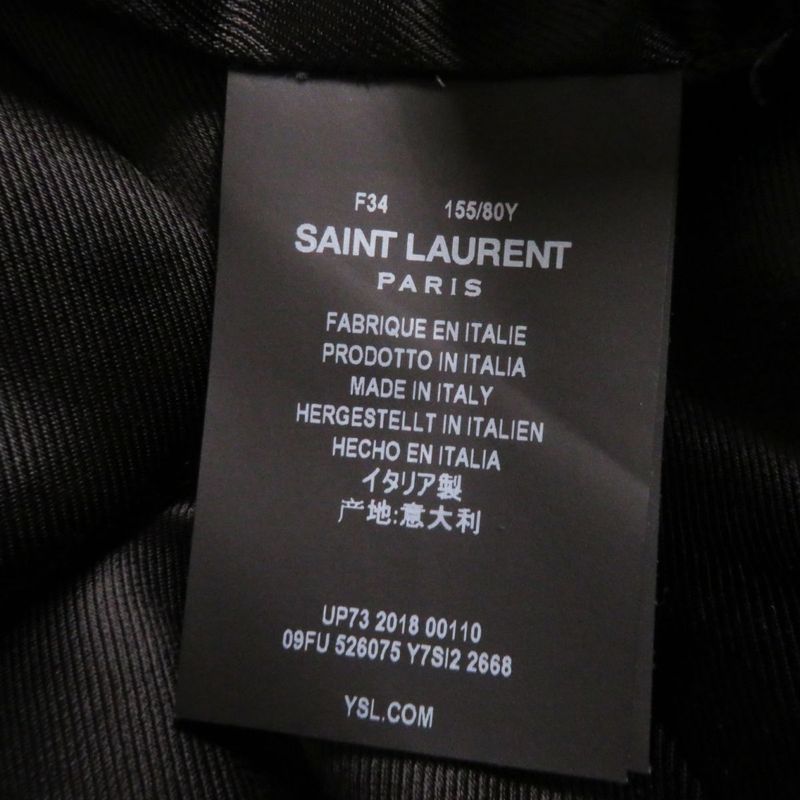 F34 155/80Y
SAINT LAURENT
PARIS
FABRIQUE EN ITALIE
PRODOTTO IN ITALIA
MADE IN ITALY
HERGESTELLT IN ITALIEN
HECHO EN ITALIA
イタリア製
产地:意大利
UP73 2018 00110
09FU 526075 Y7SI2 2668
YSL.COM